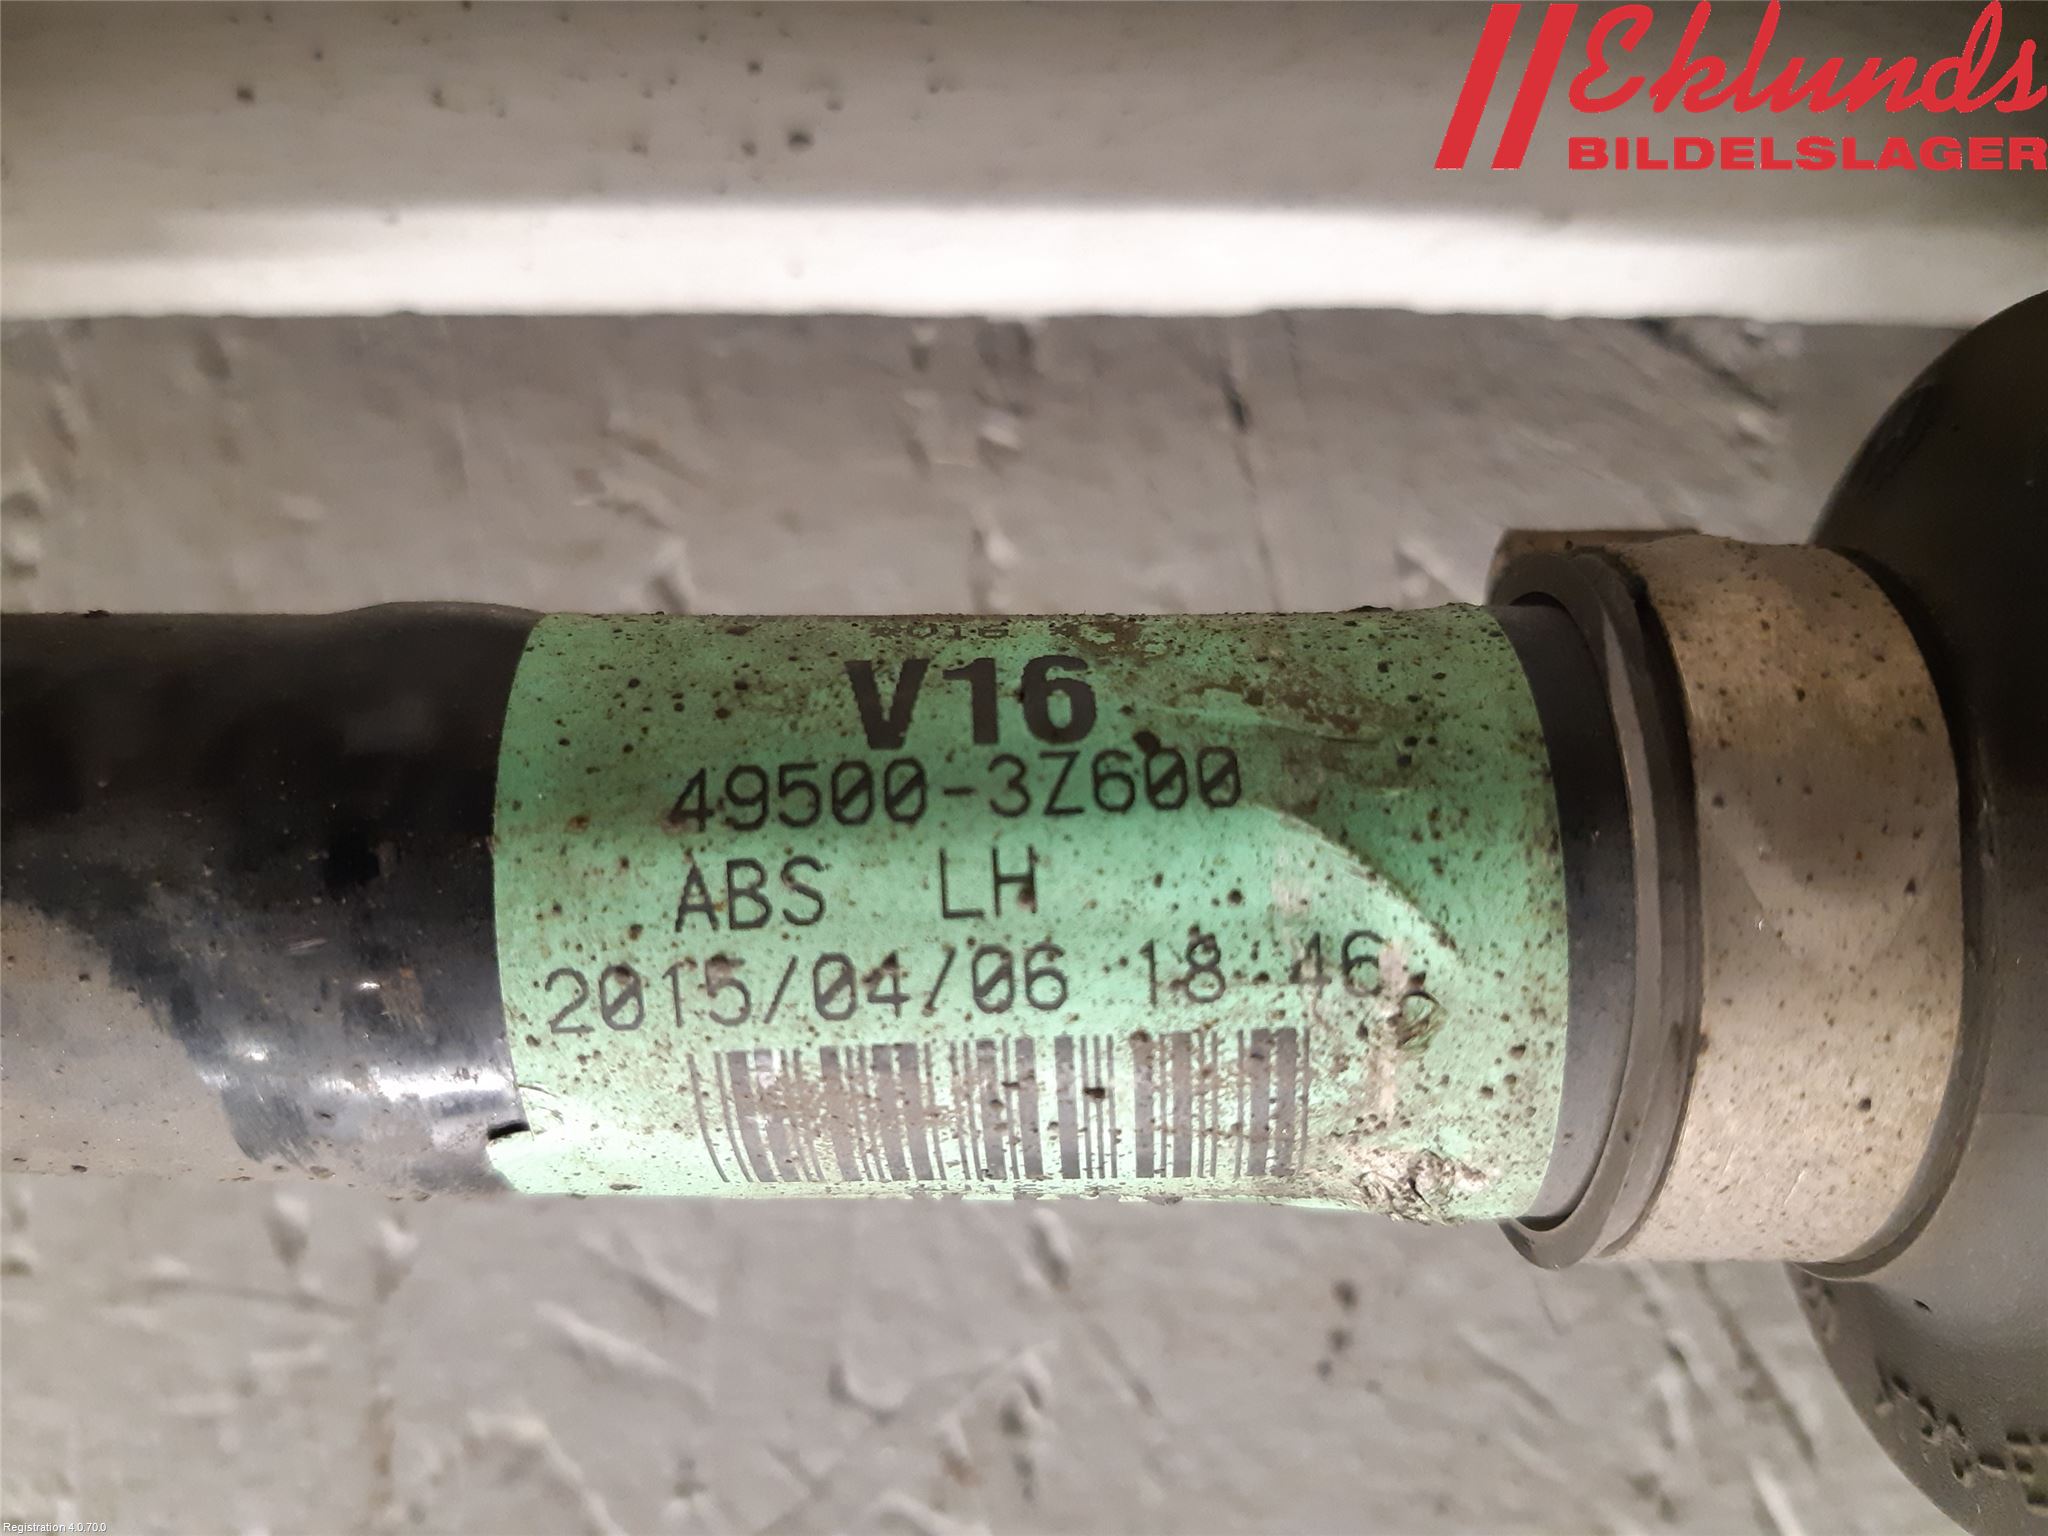 Eklunds
BILDELSLAGER
V16
49500-3Z600
ABS LH
2015/04/06 18 46
Registration 4.0.70.0